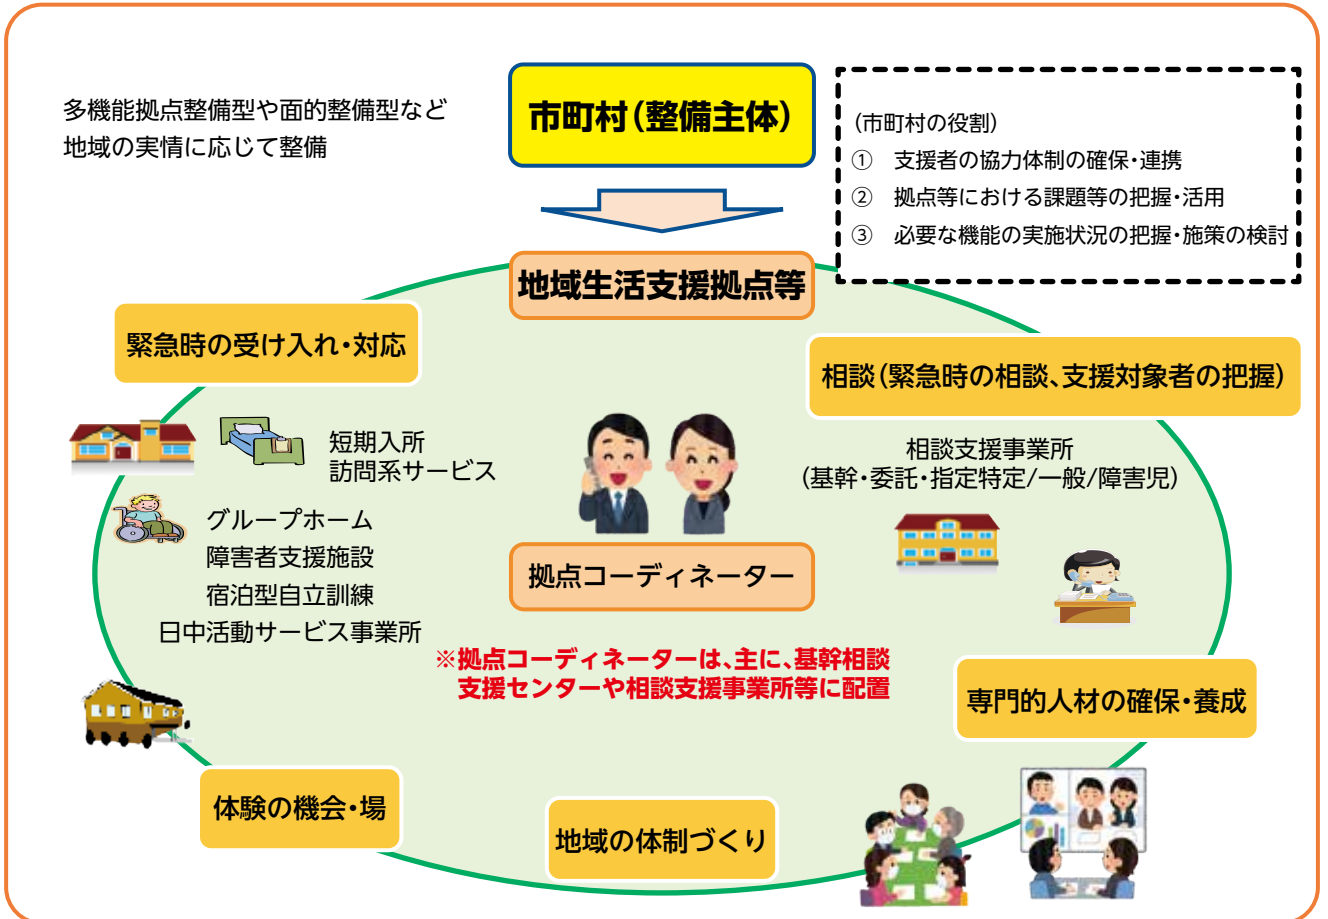 多機能拠点整備型や面的整備型など
地域の実情に応じて整備
市町村(整備主体)
(市町村の役割)
① 支援者の協力体制の確保・連携
② 拠点等における課題等の把握・活用
③ 必要な機能の実施状況の把握・施策の検討
地域生活支援拠点等
緊急時の受け入れ・対応
相談(緊急時の相談、支援対象者の把握)
短期入所
訪問系サービス
グループホーム
障害者支援施設
宿泊型自立訓練
日中活動サービス事業所
相談支援事業所
(基幹・委託・指定特定/一般/障害児)
拠点コーディネーター
※拠点コーディネーターは、主に、基幹相談
支援センターや相談支援事業所等に配置
専門的人材の確保・養成
体験の機会・場
地域の体制づくり